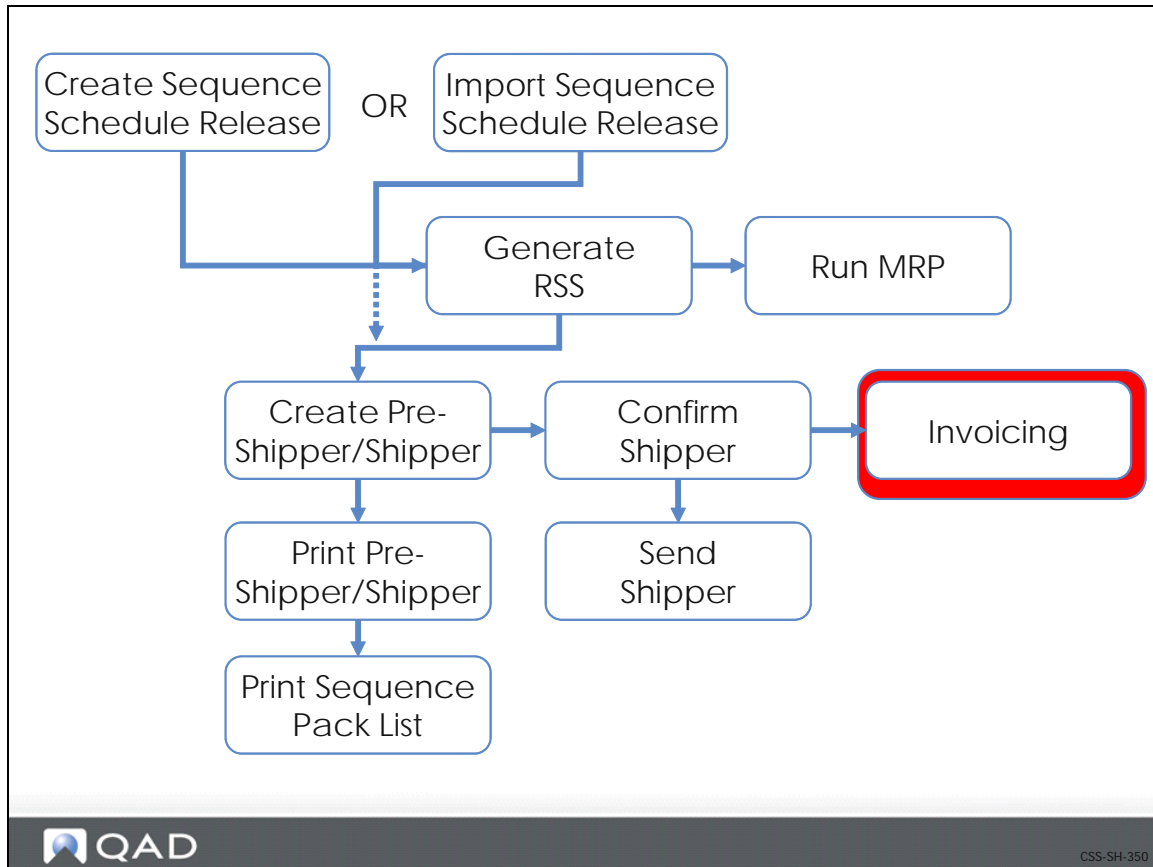 Create Sequence
Schedule Release
OR
Import Sequence
Schedule Release
Generate
RSS
Run MRP
Create Pre-
Shipper/Shipper
Confirm
Shipper
Invoicing
Print Pre-
Shipper/Shipper
Send
Shipper
Print Sequence
Pack List
QAD
CSS-SH-350